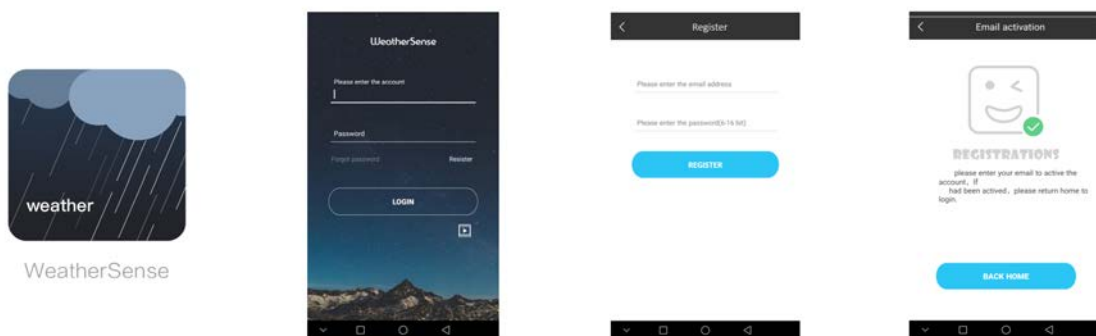 weather
WeatherSense
WeatherSense
Please enter the account
Password
Forgot password
Register
LOGIN
Register
Please enter the email address
Please enter the password(6-16 bit)
REGISTER
Email activation
REGISTRATIONS
please enter your email to active the
account, if
had been actived, please return home to
login.
BACK HOME